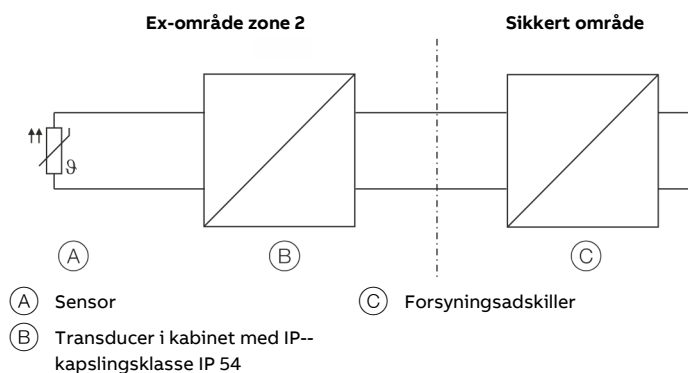 Ex-område zone 2
Sikkert område
ϑ
A
B
C
A Sensor
B Transducer i kabinet med IP--
kapslingsklasse IP 54
C Forsyningsadskiller